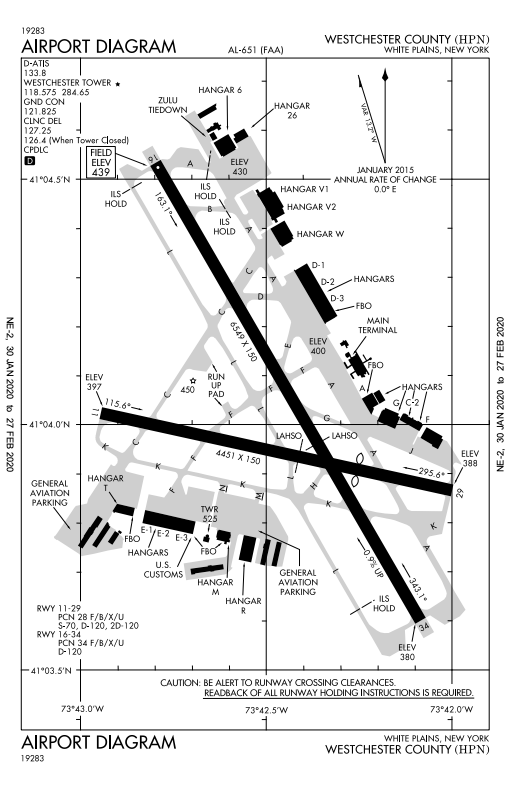 19283
AIRPORT DIAGRAM
AL-651 (FAA)
WESTCHESTER COUNTY (HPN)
WHITE PLAINS, NEW YORK
D-ATIS
133.8
WESTCHESTER TOWER ★
118.575 284.65
GND CON
121.825
CLNC DEL
127.25
126.4 (When Tower Closed)
CPDLC
D
FIELD
ELEV
439
HANGAR 6
ZULU
TIEDOWN
HANGAR
26
VAR 13.2° W
JANUARY 2015
ANNUAL RATE OF CHANGE
0.0° E
16
A
ELEV
430
41°04.5'N
ILS
HOLD
ILS
HOLD
B
ILS
HOLD
163.1°
HANGAR V1
HANGAR V2
HANGAR W
A
L
C
C
A
D
D-1
D-2
D-3
HANGARS
FBO
MAIN
TERMINAL
6549 X 150
C
E
ELEV
400
FBO
ELEV
397
450
RUN
UP
PAD
C
L
F
F
A
A
HANGARS
G
C-2
F
11
115.6°
C
F
L
G
41°04.0'N
LAHSO
LAHSO
4451 X 150
A
J
ELEV
388
295.6°
29
K
C
F
M
M
L
H
K
K
K
A
GENERAL
AVIATION
PARKING
HANGAR
T
TWR
525
FBO
E-1
E-2
E-3
HANGARS
FBO
U.S.
CUSTOMS
HANGAR
M
HANGAR
R
GENERAL
AVIATION
PARKING
0.9% UP
343.1°
ILS
HOLD
34
ELEV
380
RWY 11-29
PCN 28 F/B/X/U
S-70, D-120, 2D-120
RWY 16-34
PCN 34 F/B/X/U
D-120
41°03.5'N
CAUTION: BE ALERT TO RUNWAY CROSSING CLEARANCES.
READBACK OF ALL RUNWAY HOLDING INSTRUCTIONS IS REQUIRED.
73°43.0'W
73°42.5'W
73°42.0'W
NE-2, 30 JAN 2020 to 27 FEB 2020
NE-2, 30 JAN 2020 to 27 FEB 2020
AIRPORT DIAGRAM
19283
WHITE PLAINS, NEW YORK
WESTCHESTER COUNTY (HPN)